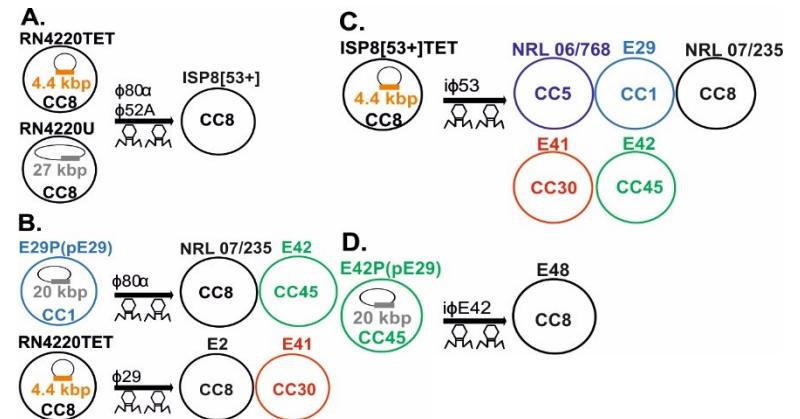 A.
RN4220TET
4.4 kbp
CC8
RN4220U
27 kbp
CC8
ϕ80α
ϕ52A
ISP8[53+]
CC8
B.
E29P(pE29)
20 kbp
CC1
ϕ80α
NRL 07/235
CC8
E42
CC45
RN4220TET
4.4 kbp
CC8
ϕ29
E2
CC8
E41
CC30
C.
ISP8[53+]TET
4.4 kbp
CC8
iϕ53
NRL 06/768
CC5
E29
CC1
NRL 07/235
CC8
E41
CC30
E42
CC45
D.
E42P(pE29)
20 kbp
CC45
iϕE42
E48
CC8